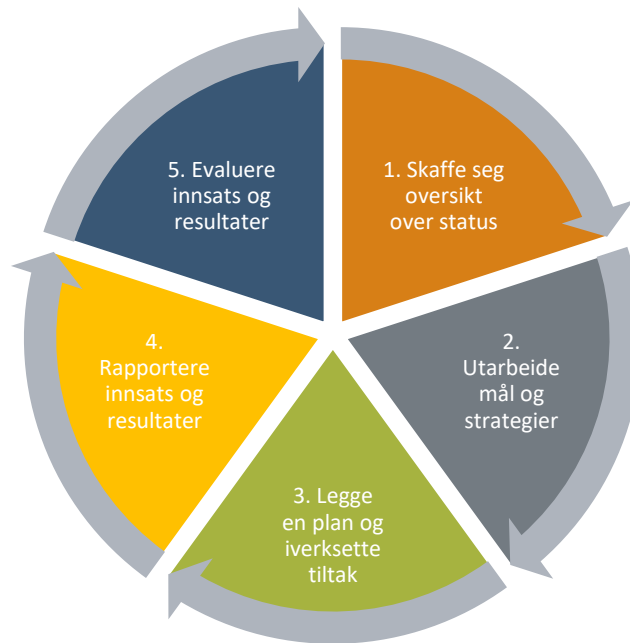 1. Skaffe seg
oversikt
over status
2.
Utarbeide
mål og
strategier
3. Legge
en plan og
iverksette
tiltak
4.
Rapportere
innsats og
resultater
5. Evaluere
innsats og
resultater